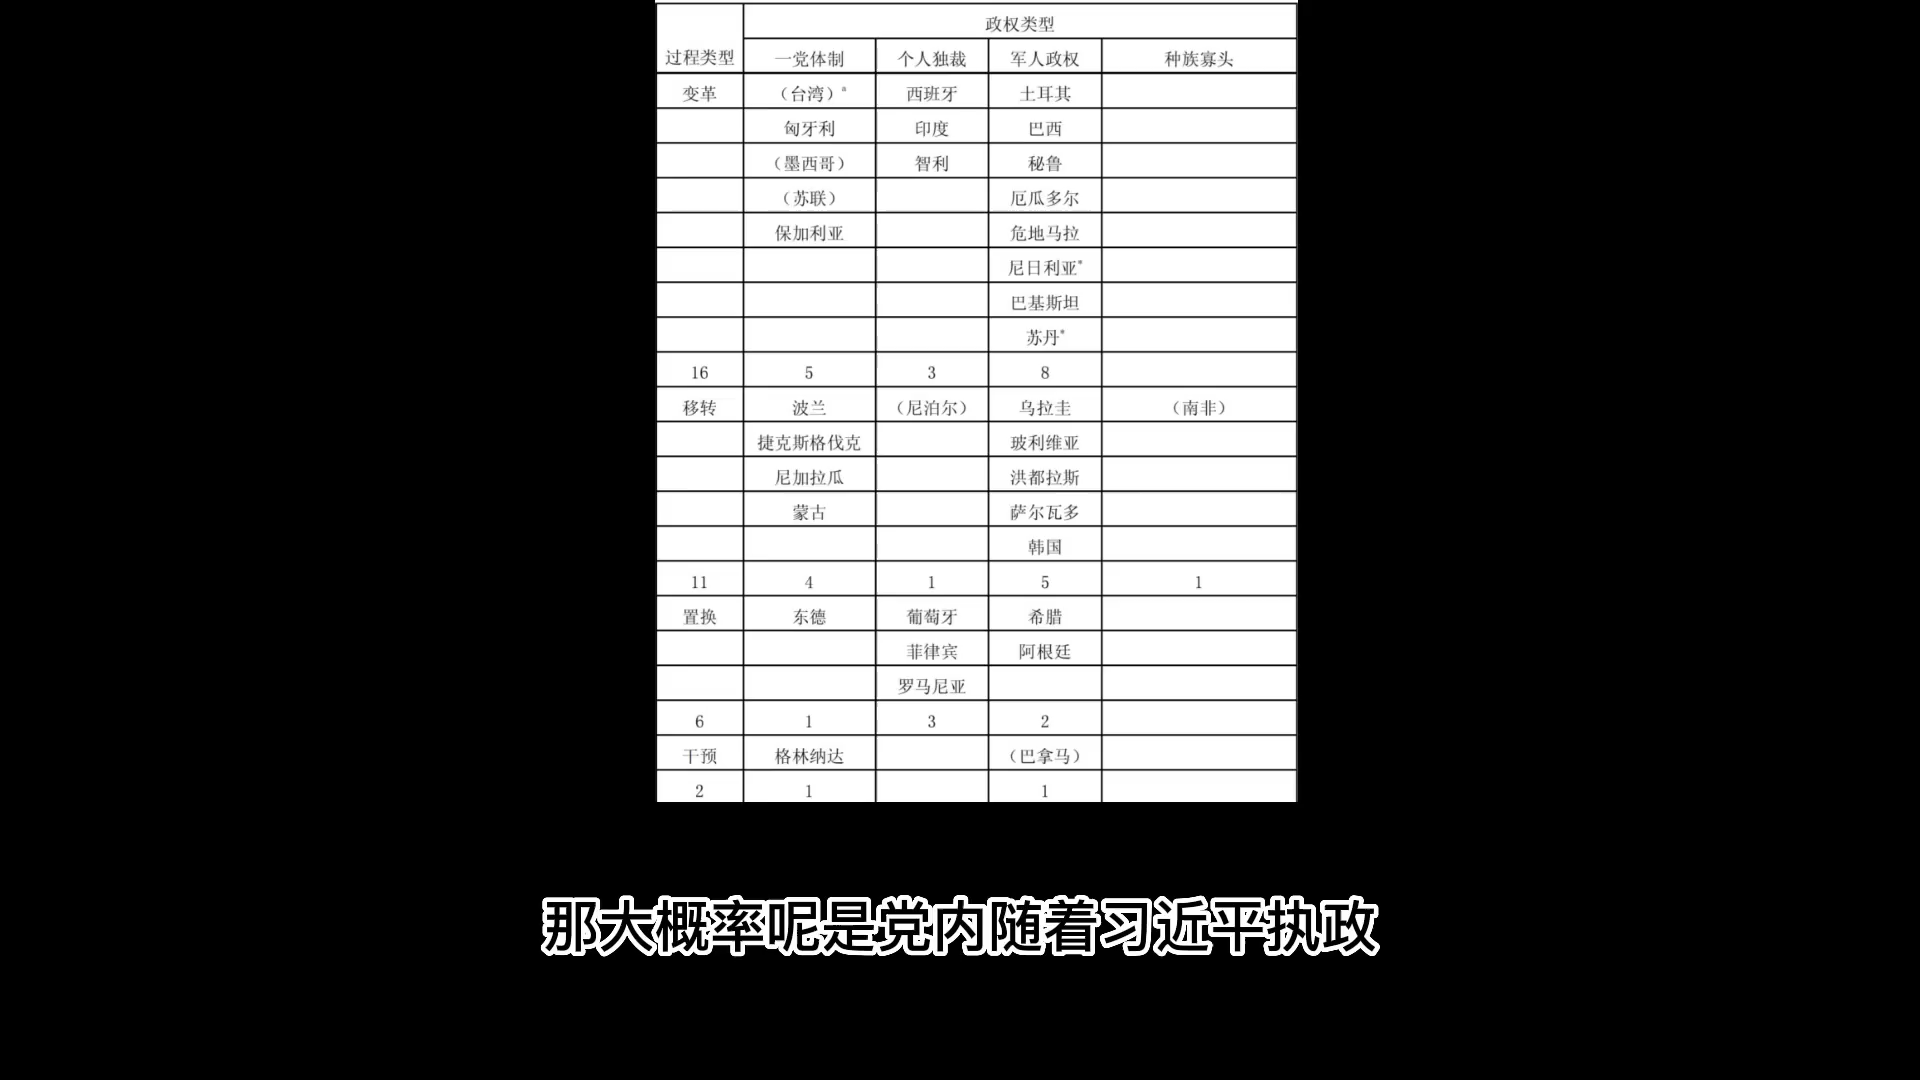 政权类型
过程类型 一党体制 个人独裁 军人政权 种族寡头
变革 （台湾）ª 西班牙 土耳其
匈牙利 印度 巴西
（墨西哥） 智利 秘鲁
（苏联） 厄瓜多尔
保加利亚 危地马拉
尼日利亚*
巴基斯坦
苏丹*
16 5 3 8
移转 波兰 （尼泊尔） 乌拉圭 （南非）
捷克斯格伐克 玻利维亚
尼加拉瓜 洪都拉斯
蒙古 萨尔瓦多
韩国
11 4 1 5 1
置换 东德 葡萄牙 希腊
菲律宾 阿根廷
罗马尼亚
6 1 3 2
干预 格林纳达 （巴拿马）
2 1 1
那大概率呢是党内随着习近平执政